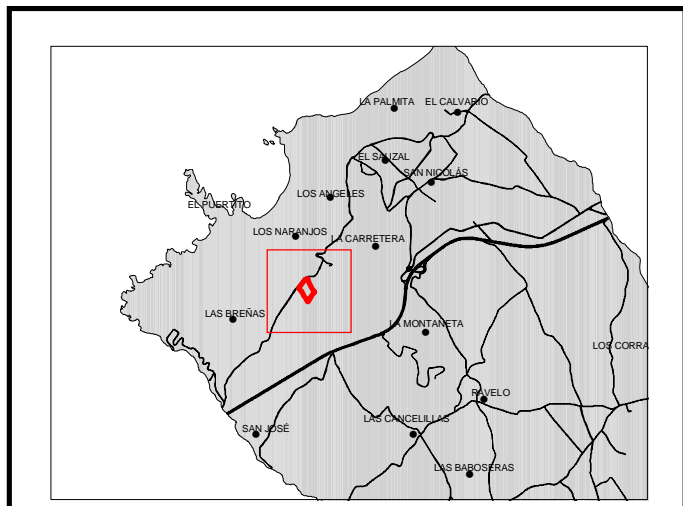 LA PALMITA
EL CALVARIO
EL SAUZAL
SAN NICOLÁS
LOS ANGELES
EL PUERTITO
LOS NARANJOS
LA CARRETERA
LAS BREÑAS
LA MONTAÑETA
LOS CORRA
RAVELO
LAS CANCELILLAS
SAN JOSÉ
LAS BABOSERAS